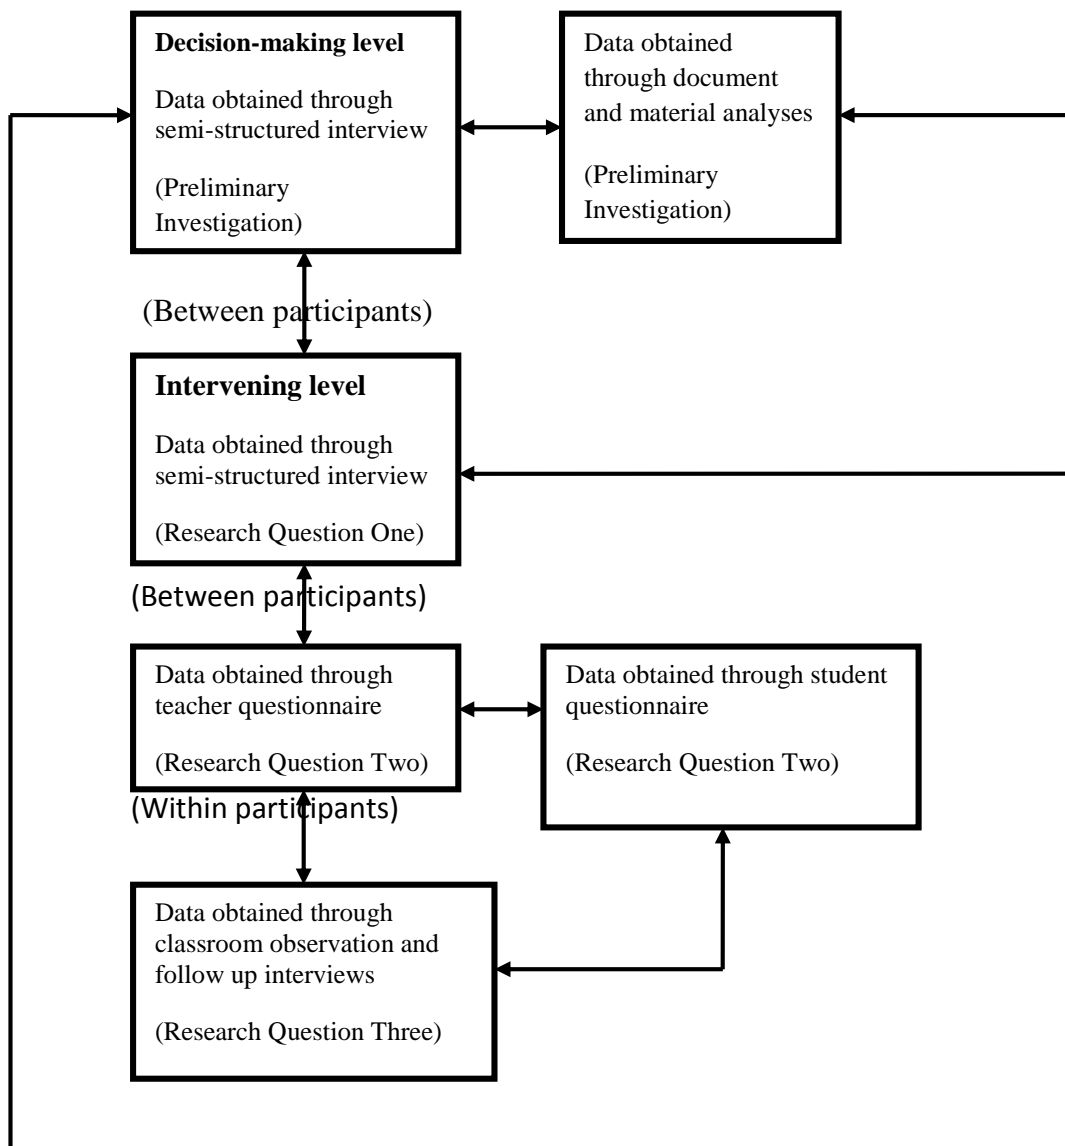 Decision-making level
Data obtained through
semi-structured interview
(Preliminary
Investigation)
Data obtained
through document
and material analyses
(Preliminary
Investigation)
(Between participants)
Intervening level
Data obtained through
semi-structured interview
(Research Question One)
(Between participants)
Data obtained through
teacher questionnaire
(Research Question Two)
Data obtained through student
questionnaire
(Research Question Two)
(Within participants)
Data obtained through
classroom observation and
follow up interviews
(Research Question Three)